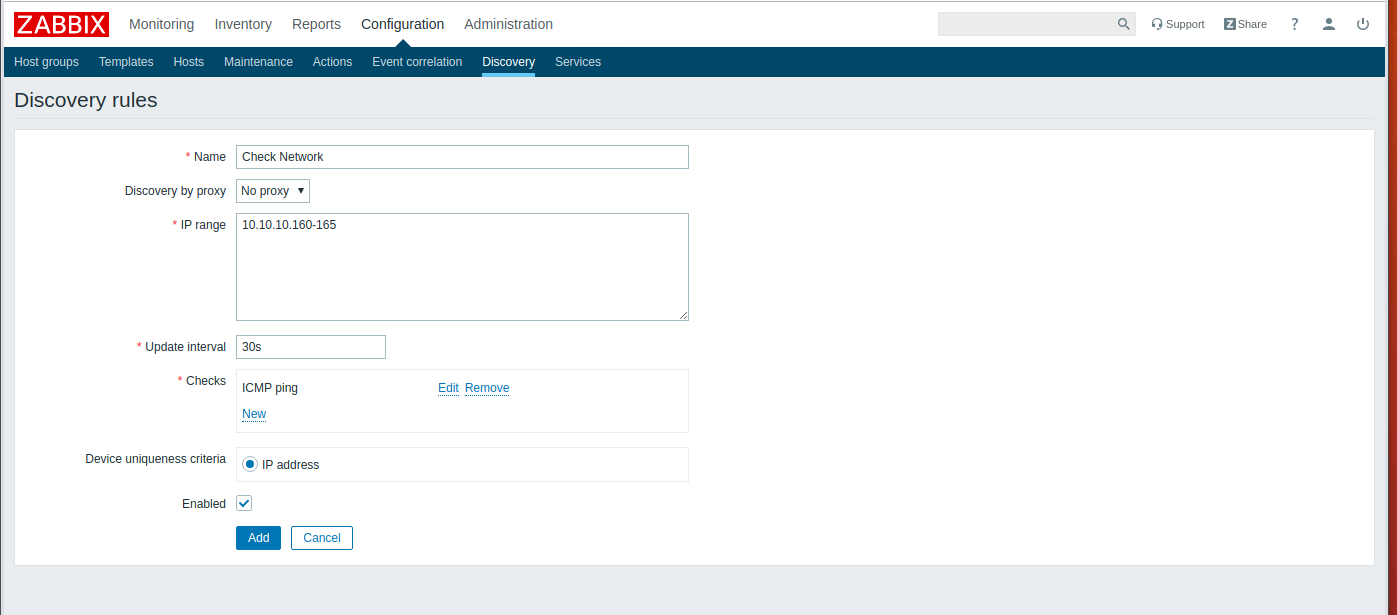 ZABBIX Monitoring Inventory Reports Configuration Administration Support Z Share ?
Host groups Templates Hosts Maintenance Actions Event correlation Discovery Services
Discovery rules
* Name Check Network
Discovery by proxy No proxy
* IP range 10.10.10.160-165
* Update interval 30s
* Checks ICMP ping Edit Remove
New
Device uniqueness criteria IP address
Enabled
Add Cancel